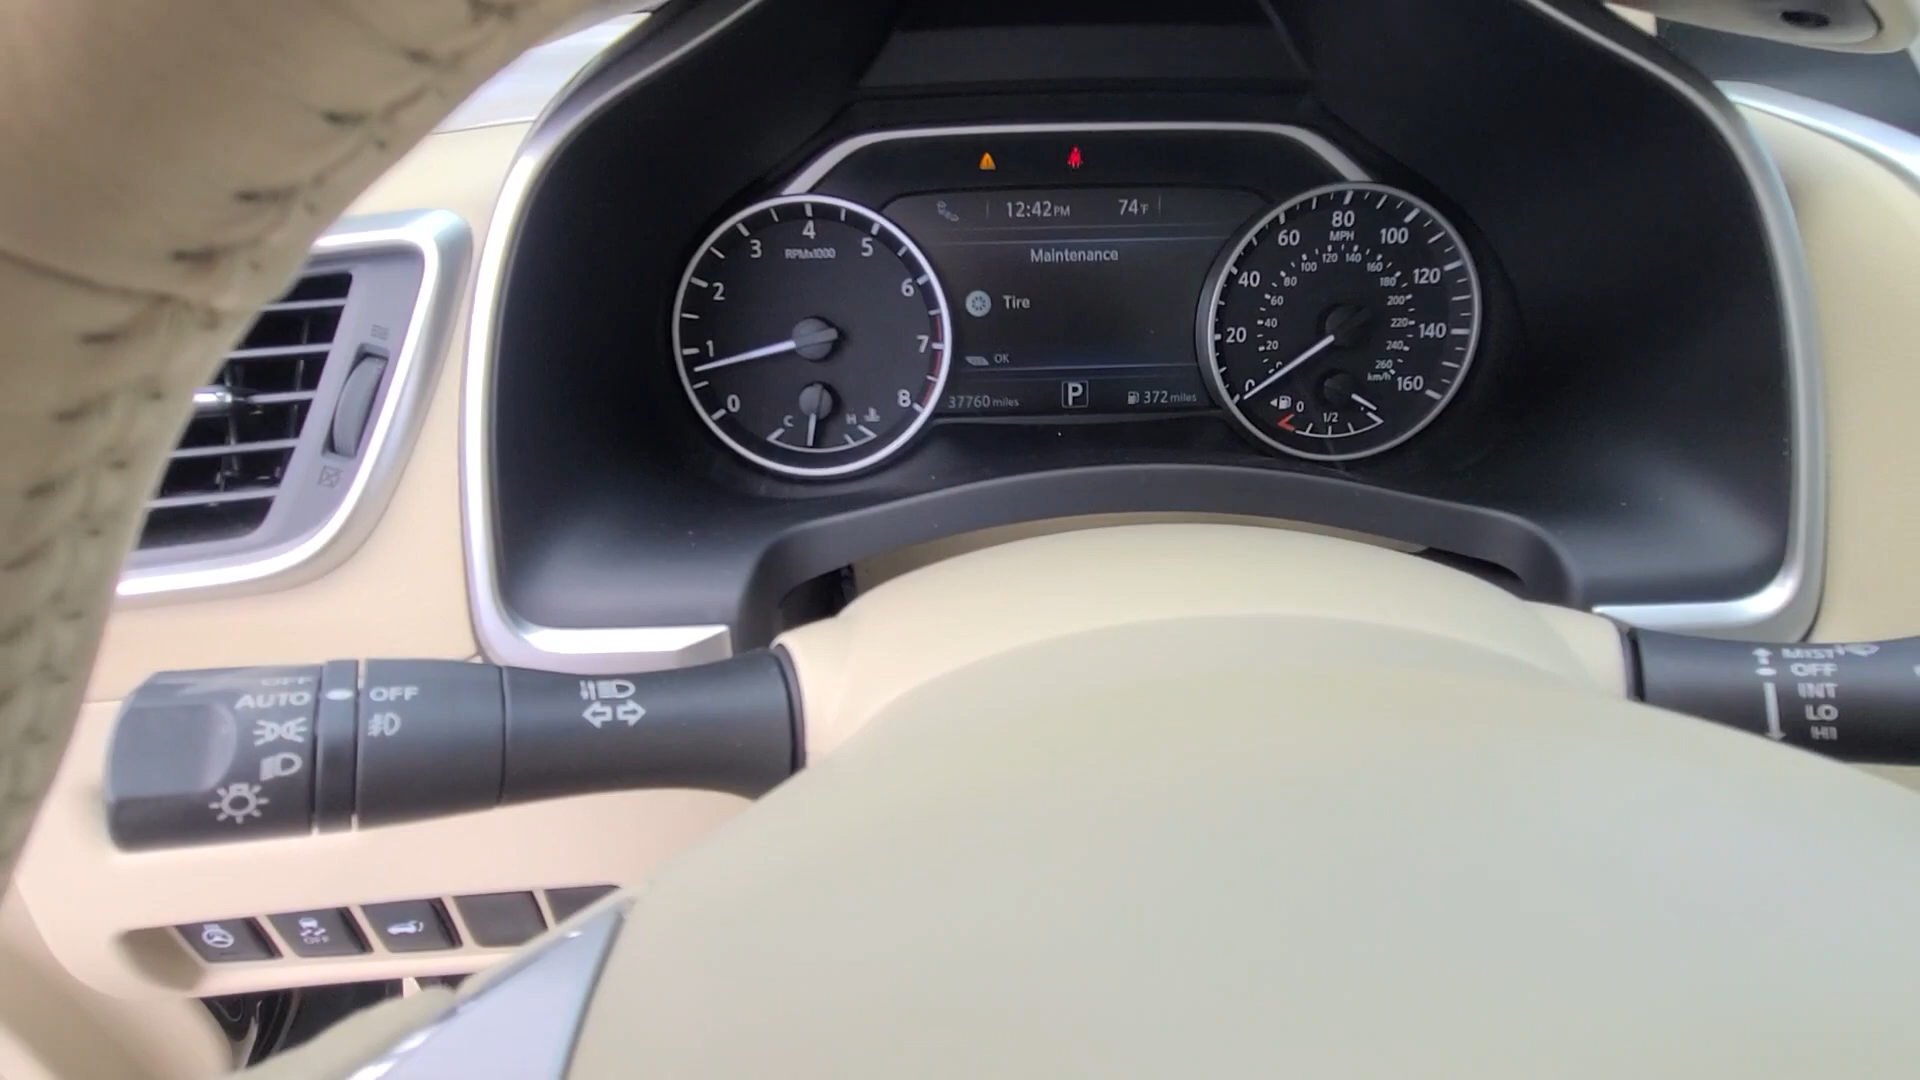 12:42PM 74°F
Maintenance
Tire
OK
37760 miles P 372 miles
RPMx1000
0 1 2 3 4 5 6 7 8
C H
MPH
0 20 40 60 80 100 120 140 160
20 40 60 80 100 120 140 160 180 200 220 240 260
km/h
0 1/2
OFF
AUTO
OFF
MIST
OFF
INT
LO
HI
OFF